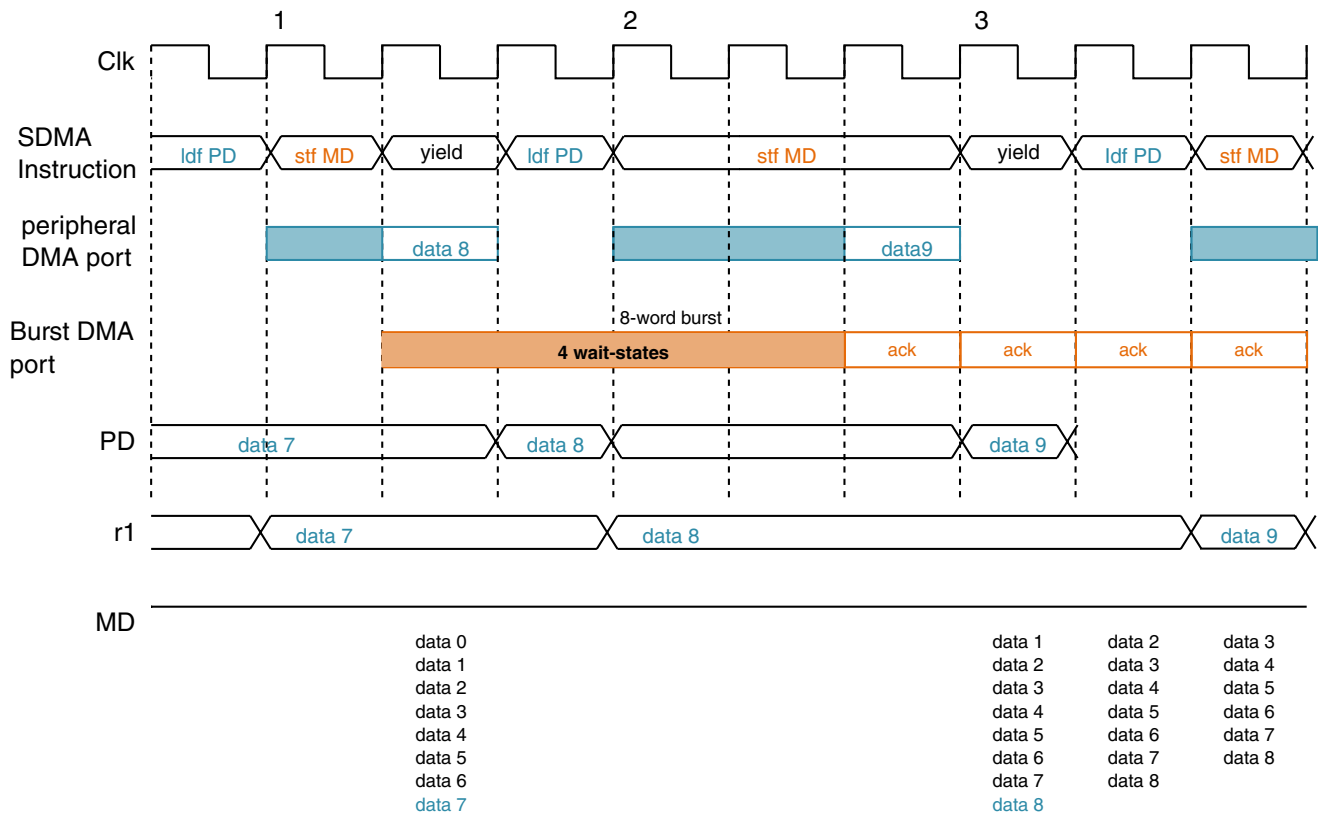 1 2 3
Clk
SDMA
Instruction
ldf PD stf MD yield ldf PD stf MD yield ldf PD stf MD
peripheral
DMA port
data 8 data9
8-word burst
Burst DMA
port
4 wait-states ack ack ack ack
PD
data 7 data 8 data 9
r1
data 7 data 8 data 9
MD
data 0 data 1 data 2 data 3
data 1 data 2 data 3 data 4
data 2 data 3 data 4 data 5
data 3 data 4 data 5 data 6
data 4 data 5 data 6 data 7
data 5 data 6 data 7 data 8
data 6 data 7 data 8
data 7 data 8